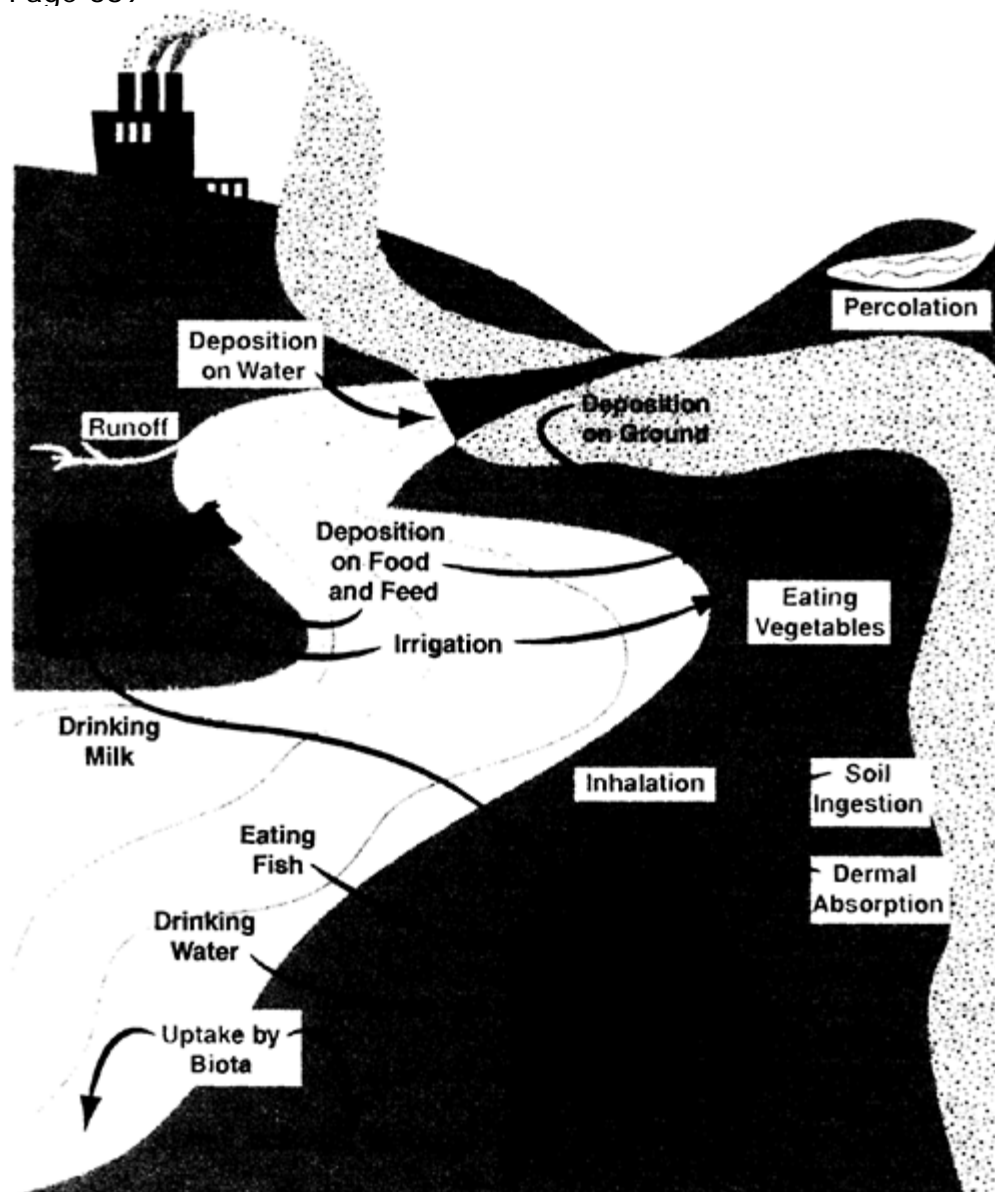 Percolation
Deposition
on Water
Deposition
on Ground
Runoff
Deposition
on Food
and Feed
Eating
Vegetables
Irrigation
Drinking
Milk
Inhalation
Soil
Ingestion
Eating
Fish
Dermal
Absorption
Drinking
Water
Uptake by
Biota